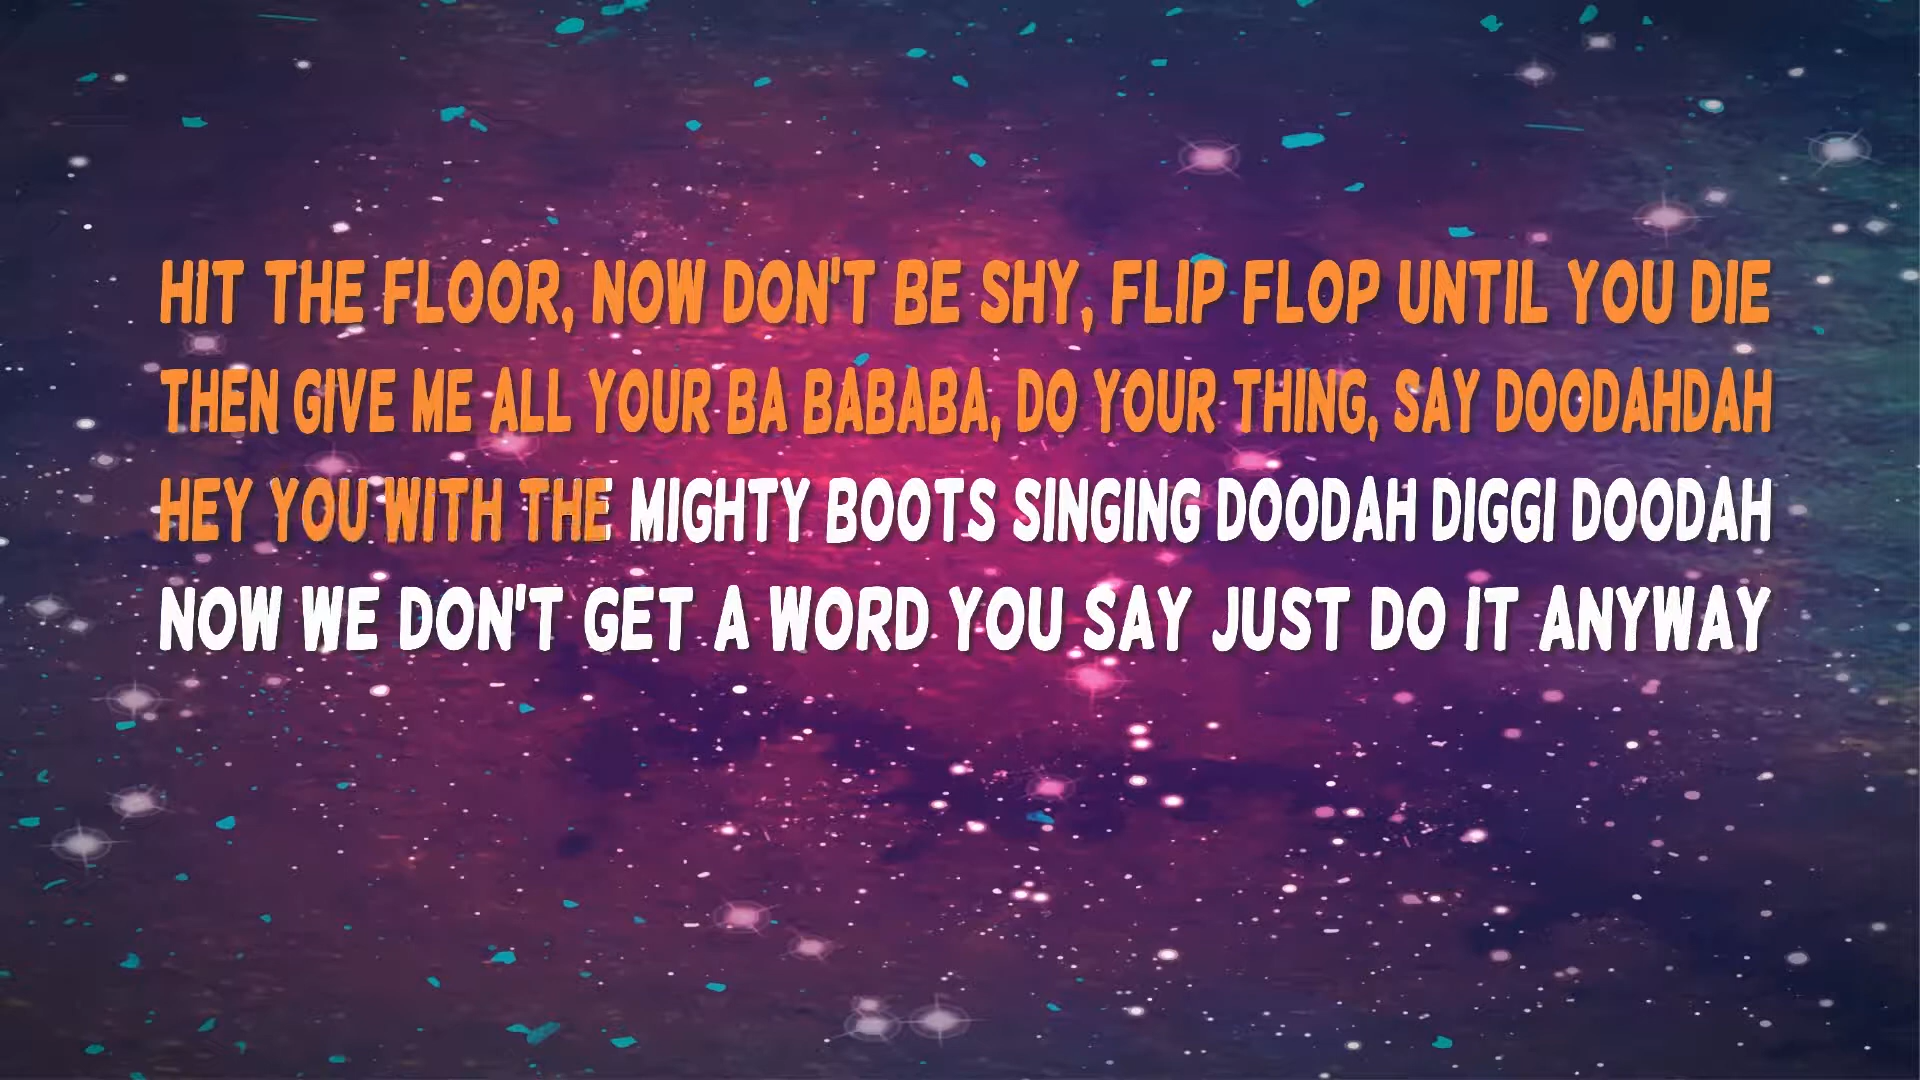 HIT THE FLOOR, NOW DON'T BE SHY, FLIP FLOP UNTIL YOU DIE
THEN GIVE ME ALL YOUR BA BABABA, DO YOUR THING, SAY DOODAHDAH
HEY YOU WITH THE MIGHTY BOOTS SINGING DOODAH DIGGI DOODAH
NOW WE DON'T GET A WORD YOU SAY JUST DO IT ANYWAY